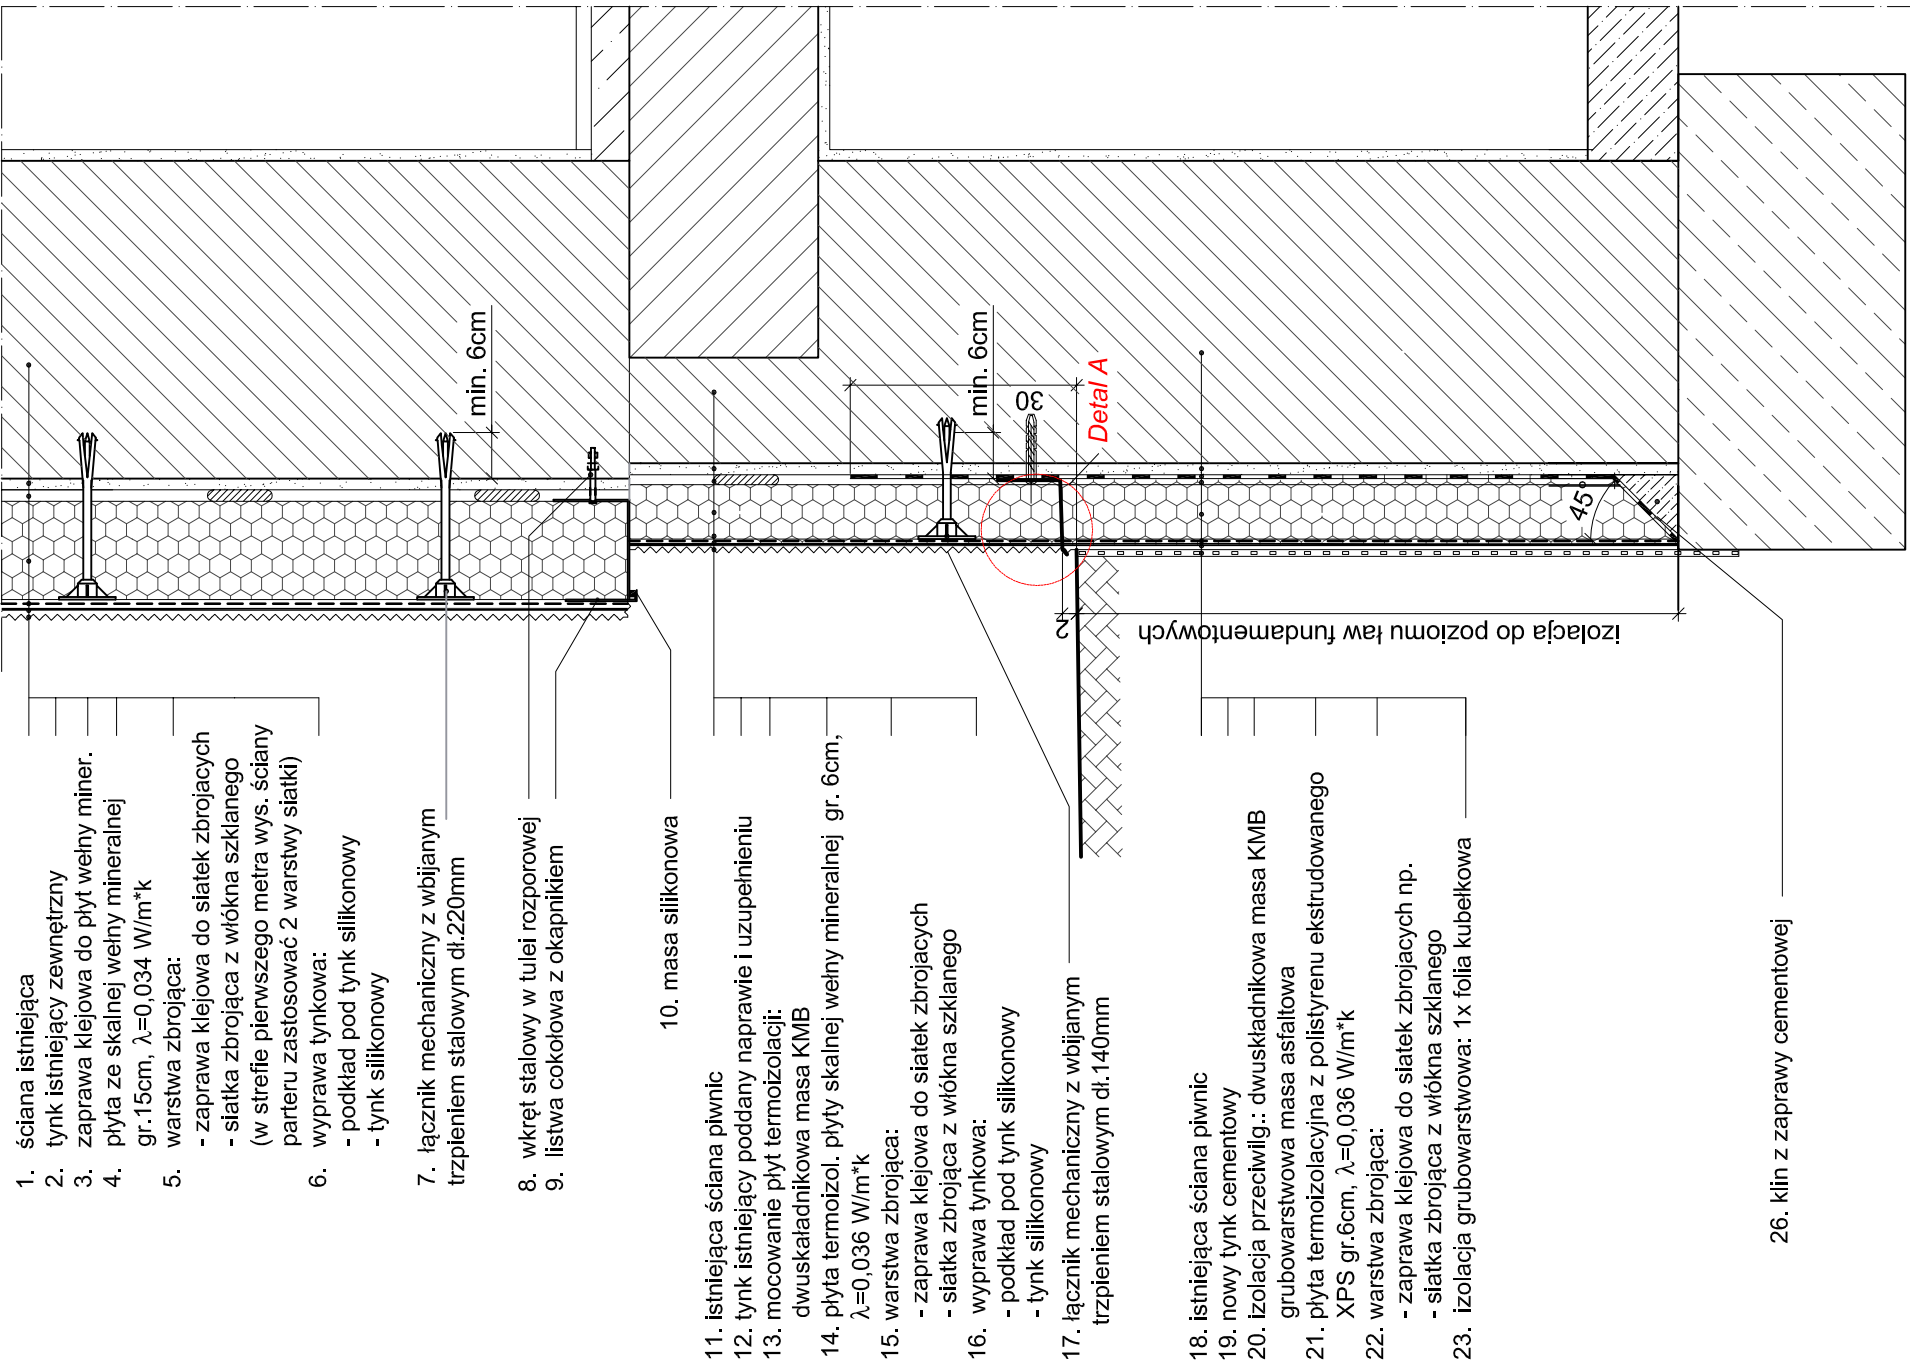 1. ściana istniejąca
2. tynk istniejący zewnętrzny
3. zaprawa klejowa do płyt wełny miner.
4. płyta ze skalnej wełny mineralnej
gr.15cm, λ=0,034 W/m*k
5. warstwa zbrojąca:
- zaprawa klejowa do siatek zbrojacych
- siatka zbrojąca z włókna szklanego
(w strefie pierwszego metra wys. ściany
parteru zastosować 2 warstwy siatki)
6. wyprawa tynkowa:
- podkład pod tynk silikonowy
- tynk silikonowy
7. łącznik mechaniczny z wbijanym
trzpieniem stalowym dł.220mm
8. wkręt stalowy w tulei rozporowej
9. listwa cokołowa z okapnikiem
10. masa silikonowa
11. istniejąca ściana piwnic
12. tynk istniejący poddany naprawie i uzupełnieniu
13. mocowanie płyt termoizolacji:
dwuskaładnikowa masa KMB
14. płyta termoizol. płyty skalnej wełny mineralnej gr. 6cm,
λ=0,036 W/m*k
15. warstwa zbrojąca:
- zaprawa klejowa do siatek zbrojacych
- siatka zbrojąca z włókna szklanego
16. wyprawa tynkowa:
- podkład pod tynk silikonowy
- tynk silikonowy
17. łącznik mechaniczny z wbijanym
trzpieniem stalowym dł.140mm
18. istniejąca ściana piwnic
19. nowy tynk cementowy
20. izolacja przeciwilg.: dwuskładnikowa masa KMB
grubowarstwowa masa asfaltowa
21. płyta termoizolacyjna z polistyrenu ekstrudowanego
XPS gr.6cm, λ=0,036 W/m*k
22. warstwa zbrojąca:
- zaprawa klejowa do siatek zbrojacych np.
- siatka zbrojąca z włókna szklanego
23. izolacja grubowarstwowa: 1x folia kubełkowa
26. klin z zaprawy cementowej
min. 6cm
min. 6cm
30
Detal A
2
izolacja do poziomu ław fundamentowych
45°